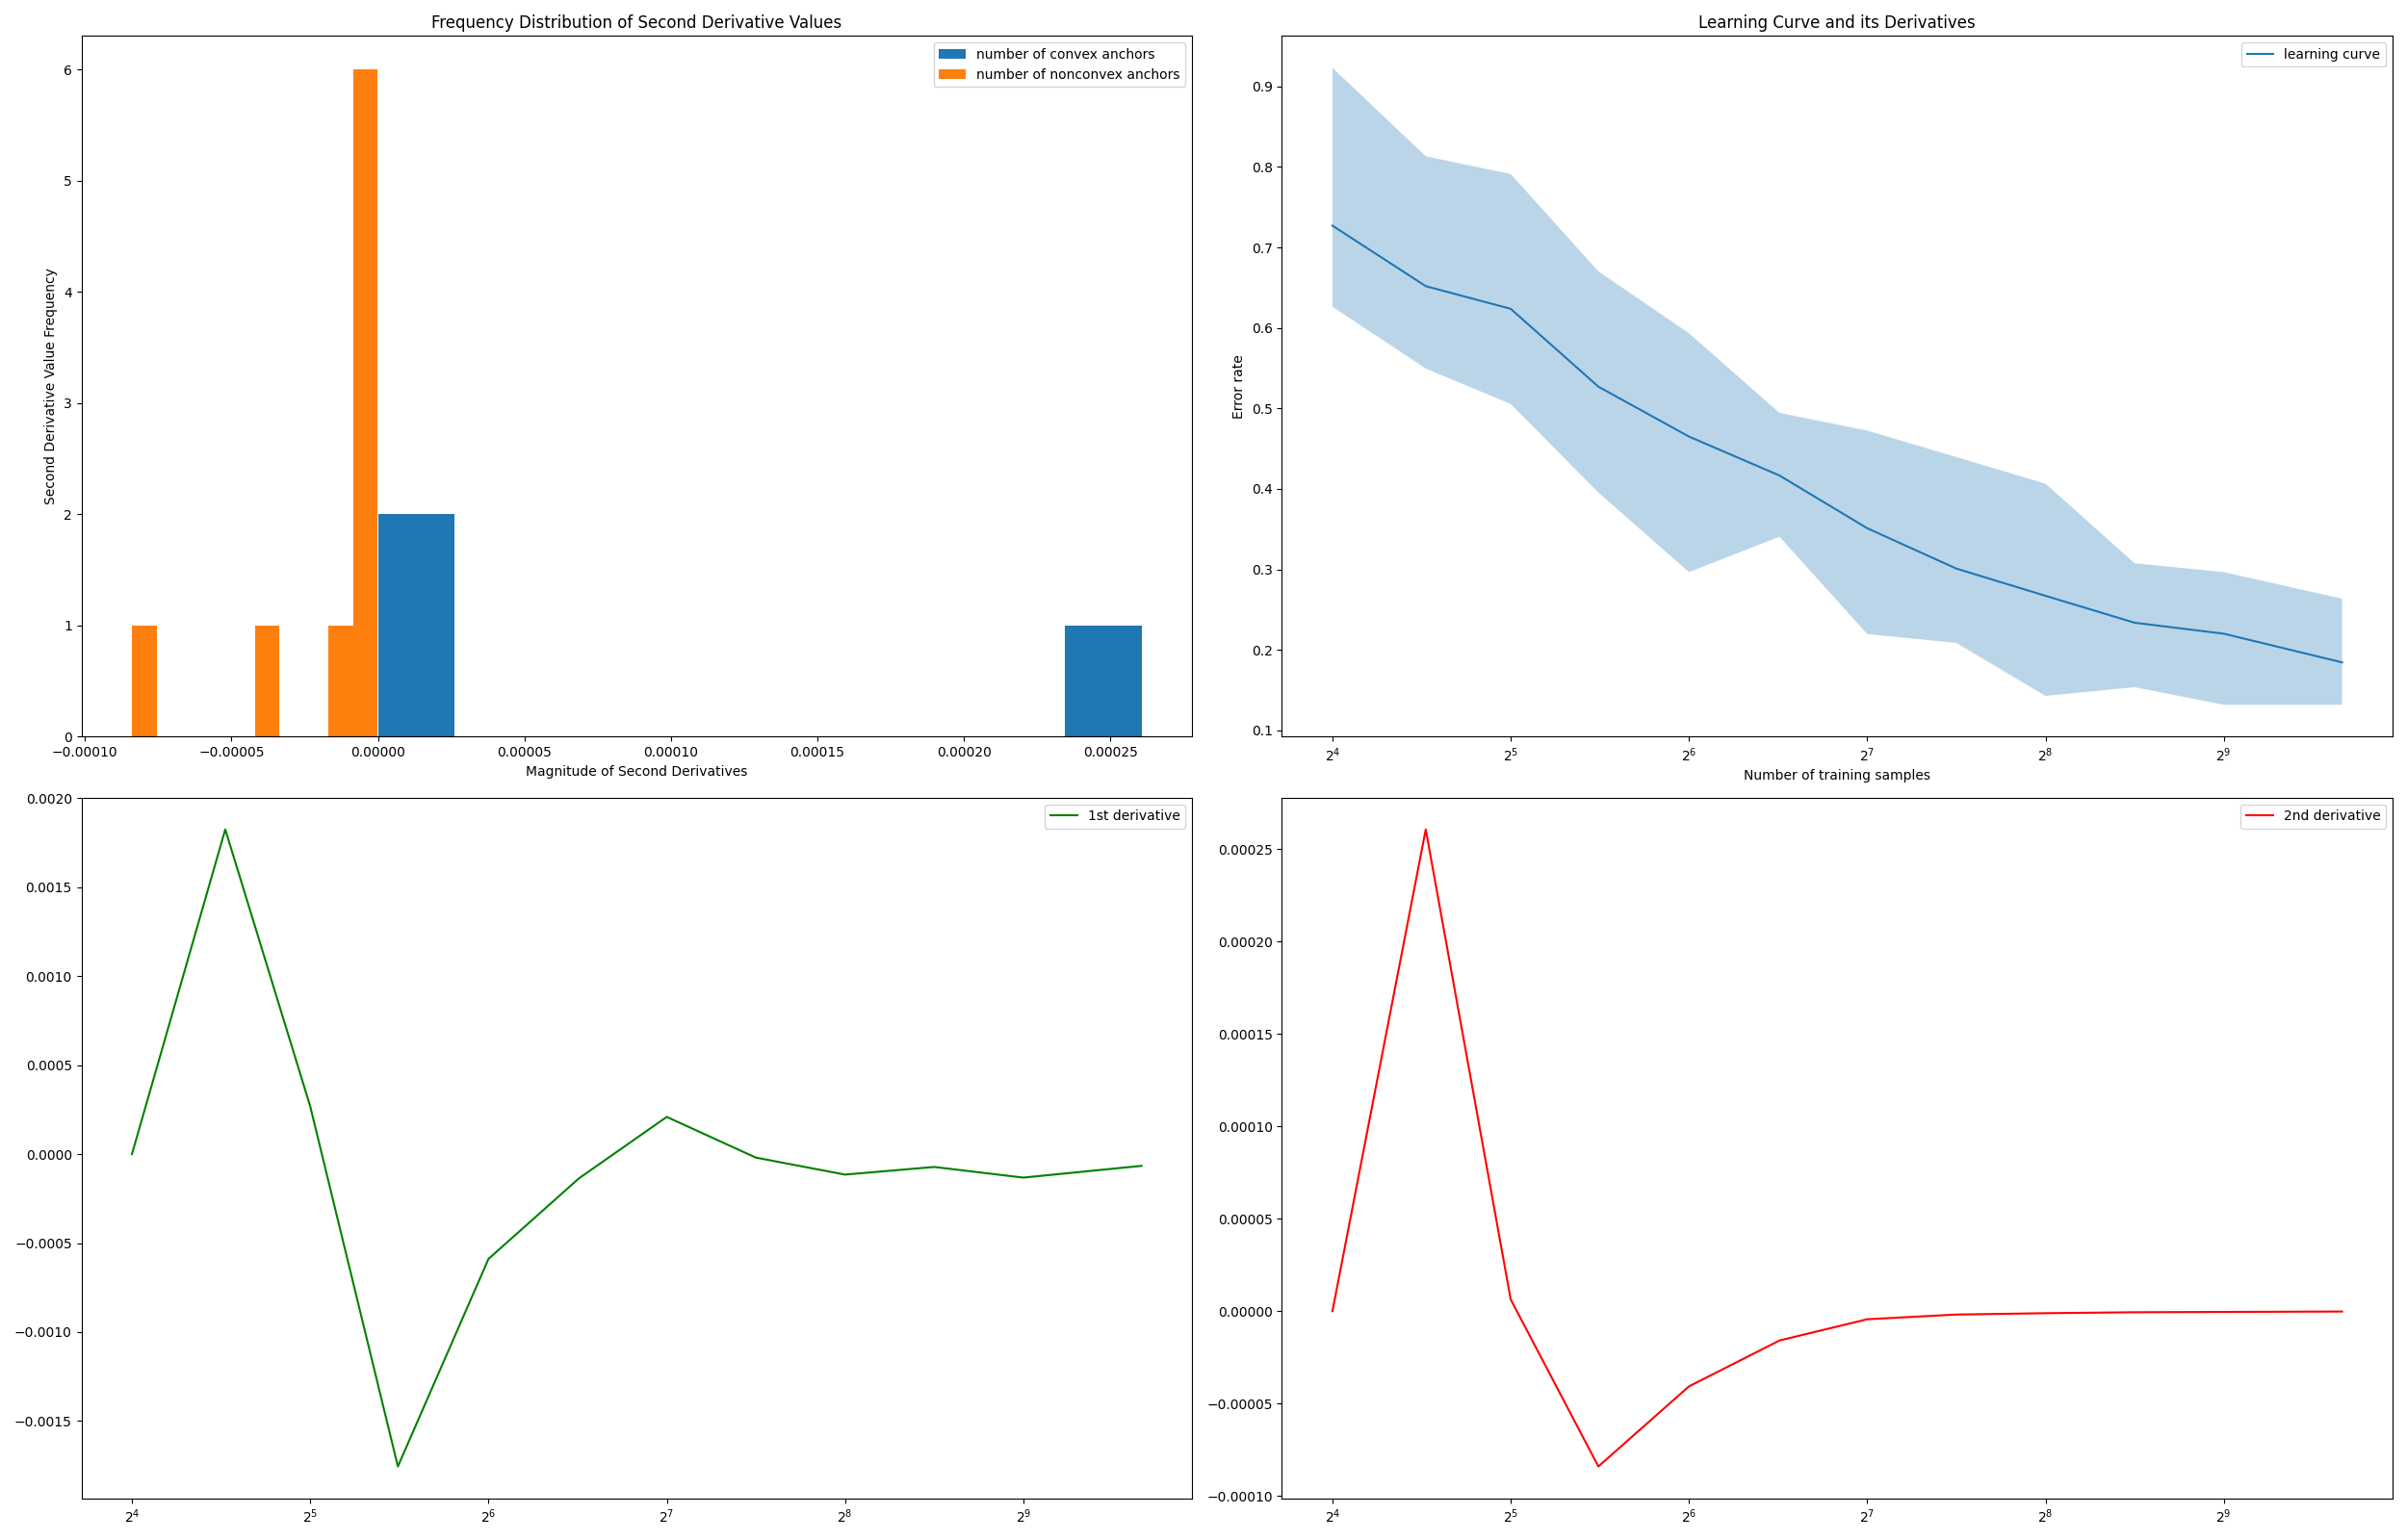 Frequency Distribution of Second Derivative Values
number of convex anchors
number of nonconvex anchors
Second Derivative Value Frequency
6
5
4
3
2
1
0
−0.00010 −0.00005 0.00000 0.00005 0.00010 0.00015 0.00020 0.00025
Magnitude of Second Derivatives
Learning Curve and its Derivatives
learning curve
Error rate
0.9
0.8
0.7
0.6
0.5
0.4
0.3
0.2
0.1
2⁴ 2⁵ 2⁶ 2⁷ 2⁸ 2⁹
Number of training samples
1st derivative
0.0020
0.0015
0.0010
0.0005
0.0000
−0.0005
−0.0010
−0.0015
2⁴ 2⁵ 2⁶ 2⁷ 2⁸ 2⁹
2nd derivative
0.00025
0.00020
0.00015
0.00010
0.00005
0.00000
−0.00005
−0.00010
2⁴ 2⁵ 2⁶ 2⁷ 2⁸ 2⁹